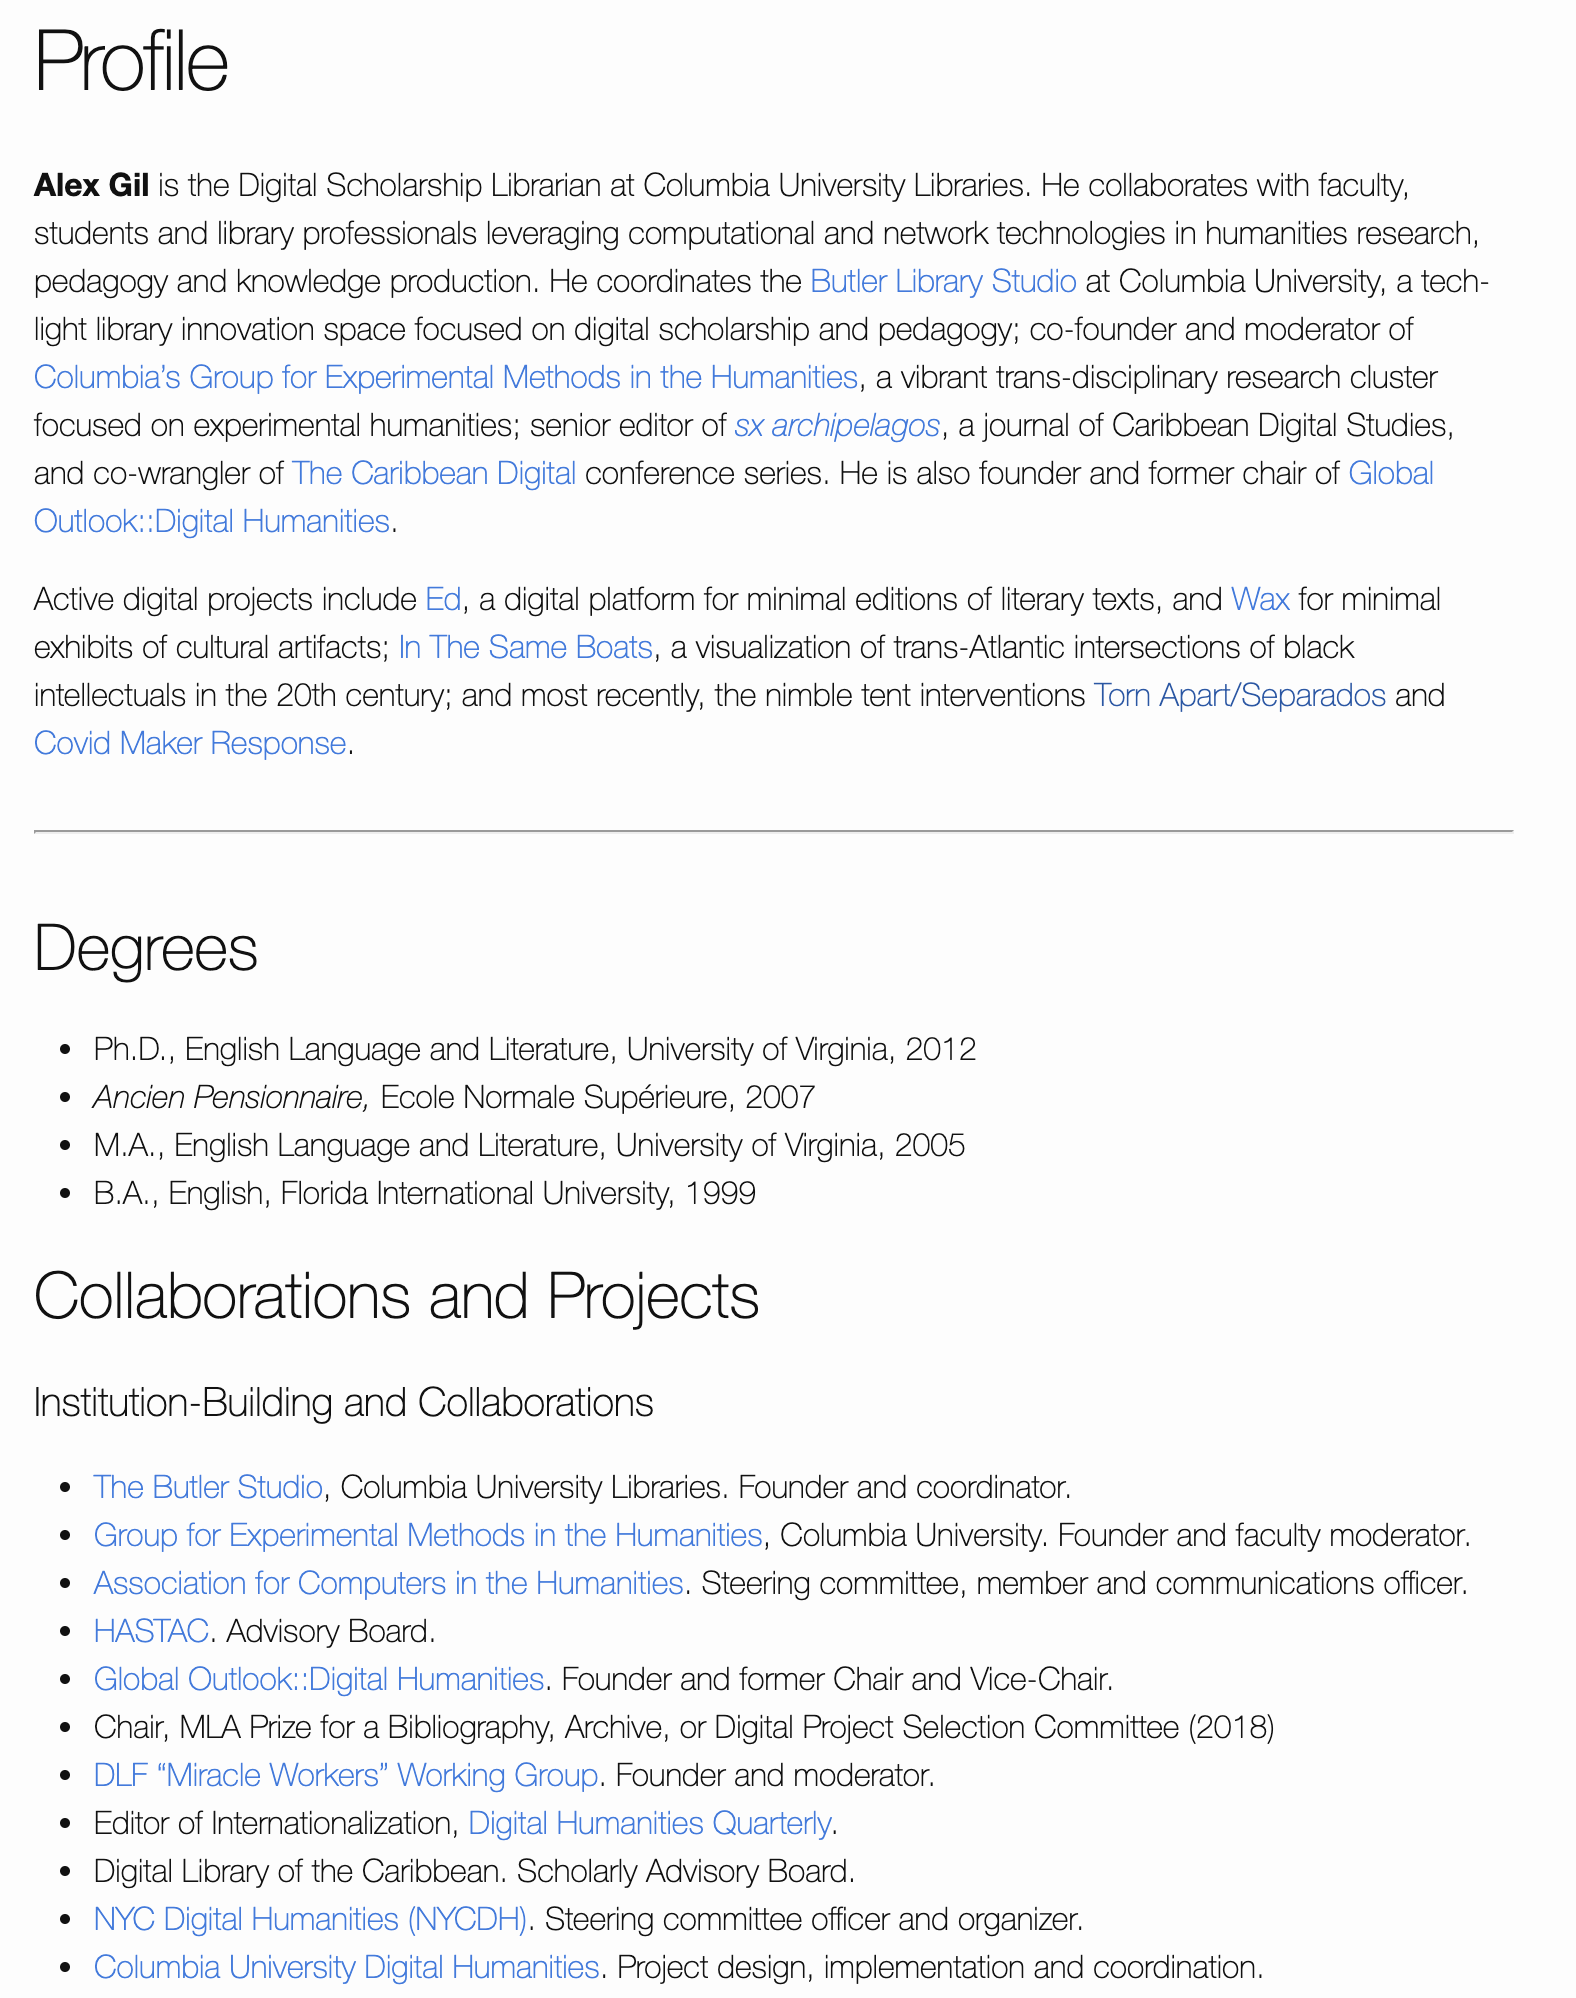 Profile
Alex Gil is the Digital Scholarship Librarian at Columbia University Libraries. He collaborates with faculty,
students and library professionals leveraging computational and network technologies in humanities research,
pedagogy and knowledge production. He coordinates the Butler Library Studio at Columbia University, a tech-
light library innovation space focused on digital scholarship and pedagogy; co-founder and moderator of
Columbia’s Group for Experimental Methods in the Humanities, a vibrant trans-disciplinary research cluster
focused on experimental humanities; senior editor of sx archipelagos, a journal of Caribbean Digital Studies,
and co-wrangler of The Caribbean Digital conference series. He is also founder and former chair of Global
Outlook::Digital Humanities.
Active digital projects include Ed, a digital platform for minimal editions of literary texts, and Wax for minimal
exhibits of cultural artifacts; In The Same Boats, a visualization of trans-Atlantic intersections of black
intellectuals in the 20th century; and most recently, the nimble tent interventions Torn Apart/Separados and
Covid Maker Response.
Degrees
• Ph.D., English Language and Literature, University of Virginia, 2012
• Ancien Pensionnaire, Ecole Normale Supérieure, 2007
• M.A., English Language and Literature, University of Virginia, 2005
• B.A., English, Florida International University, 1999
Collaborations and Projects
Institution-Building and Collaborations
• The Butler Studio, Columbia University Libraries. Founder and coordinator.
• Group for Experimental Methods in the Humanities, Columbia University. Founder and faculty moderator.
• Association for Computers in the Humanities. Steering committee, member and communications officer.
• HASTAC. Advisory Board.
• Global Outlook::Digital Humanities. Founder and former Chair and Vice-Chair.
• Chair, MLA Prize for a Bibliography, Archive, or Digital Project Selection Committee (2018)
• DLF “Miracle Workers” Working Group. Founder and moderator.
• Editor of Internationalization, Digital Humanities Quarterly.
• Digital Library of the Caribbean. Scholarly Advisory Board.
• NYC Digital Humanities (NYCDH). Steering committee officer and organizer.
• Columbia University Digital Humanities. Project design, implementation and coordination.